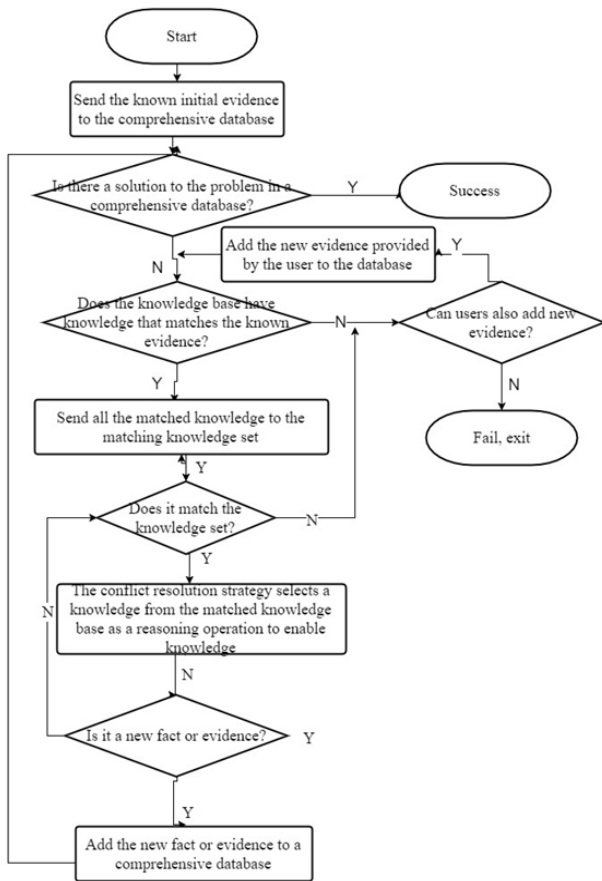 Start
Send the known initial evidence
to the comprehensive database
Is there a solution to the problem in a
comprehensive database?
Y
Success
N
Add the new evidence provided
by the user to the database
Y
Does the knowledge base have
knowledge that matches the known
evidence?
N
Can users also add new
evidence?
Y
N
Send all the matched knowledge to the
matching knowledge set
Fail, exit
Y
Does it match the
knowledge set?
N
Y
The conflict resolution strategy selects a
knowledge from the matched knowledge
base as a reasoning operation to enable
knowledge
N
N
Is it a new fact or evidence?
Y
Y
Add the new fact or evidence to a
comprehensive database